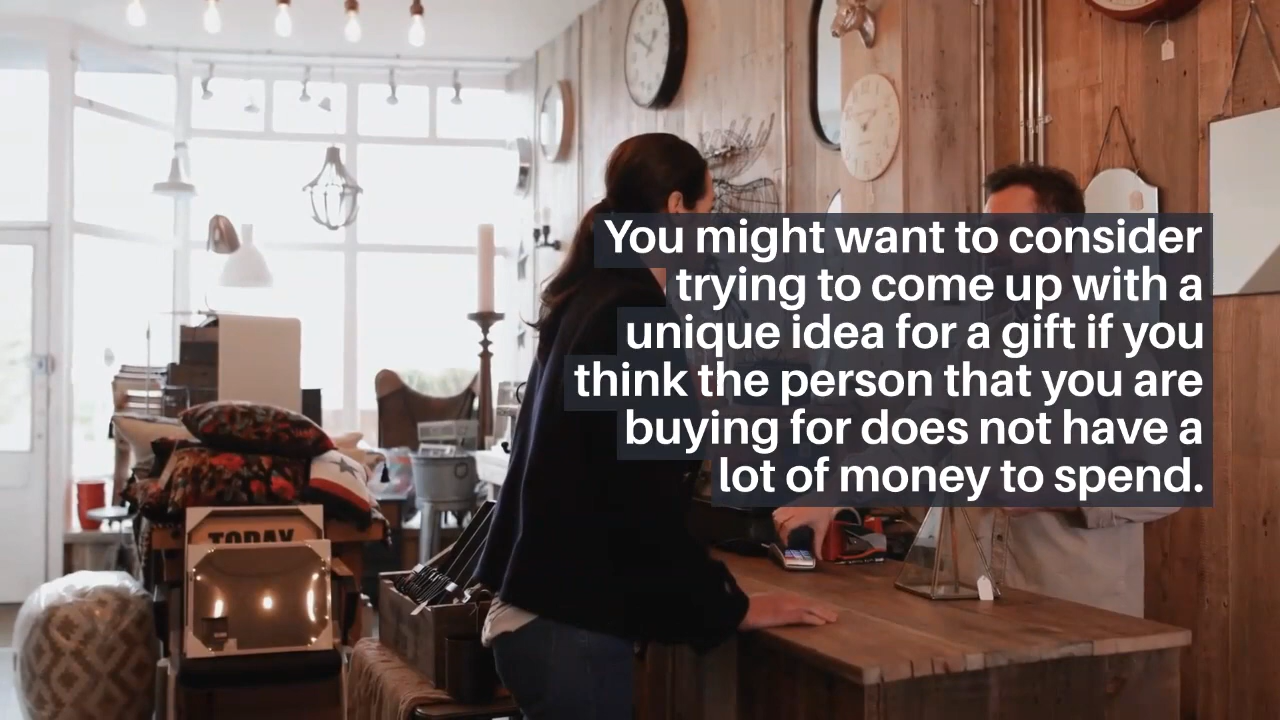 You might want to consider
trying to come up with a
unique idea for a gift if you
think the person that you are
buying for does not have a
lot of money to spend.
TODAY